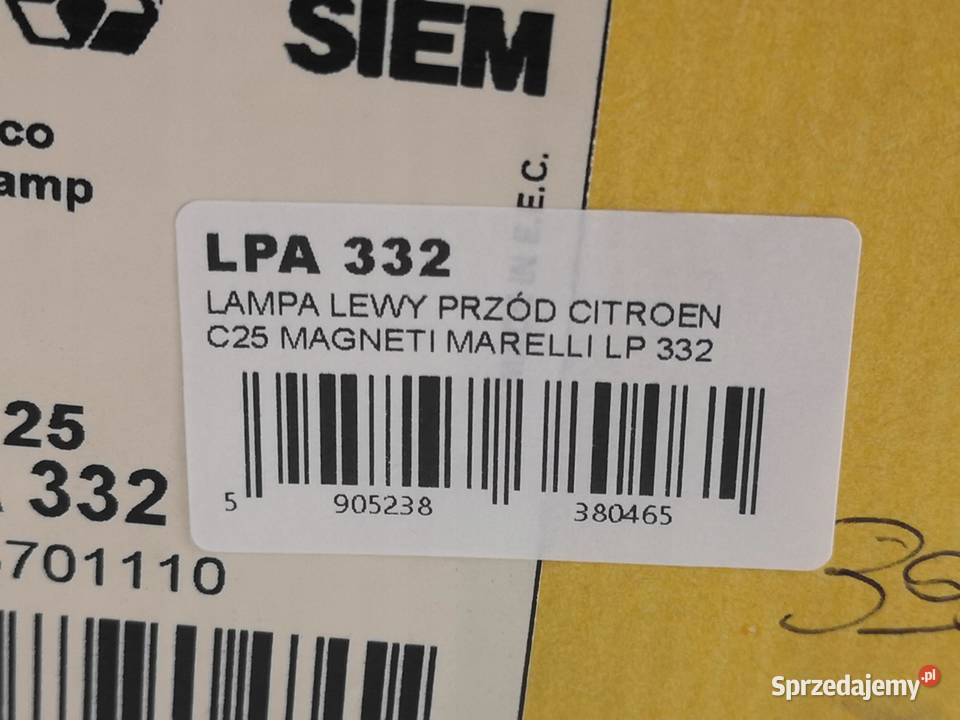 SIEM
co
amp
E.C.
LPA 332
LAMPA LEWY PRZÓD CITROEN
C25 MAGNETI MARELLI LP 332
5 905238 380465
25
332
701110
39
Sprzedajemy.pl